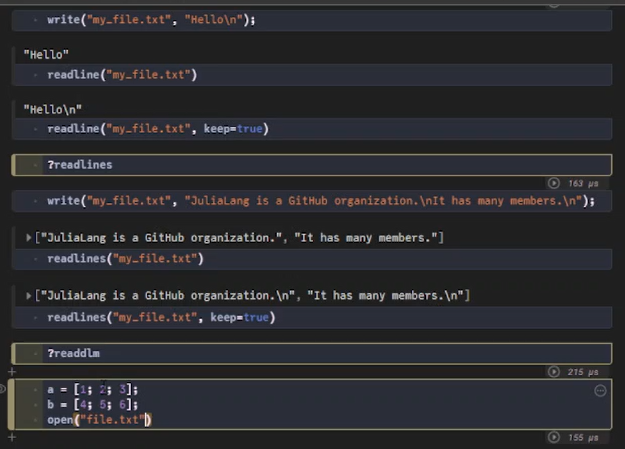 write("my_file.txt", "Hello\n");
"Hello"
readline("my_file.txt")
"Hello\n"
readline("my_file.txt", keep=true)
?readlines
163 μs
write("my_file.txt", "JuliaLang is a GitHub organization.\nIt has many members.\n");
["JuliaLang is a GitHub organization.", "It has many members."]
readlines("my_file.txt")
["JuliaLang is a GitHub organization.\n", "It has many members.\n"]
readlines("my_file.txt", keep=true)
?readdlm
215 μs
a = [1; 2; 3];
b = [4; 5; 6];
open("file.txt")
155 μs